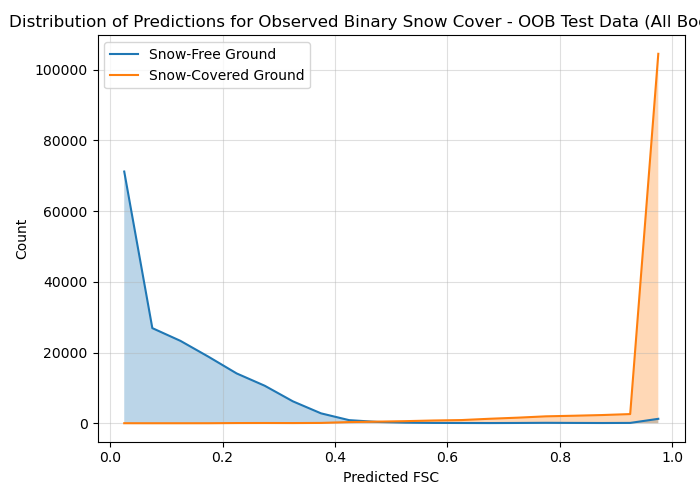 Distribution of Predictions for Observed Binary Snow Cover - OOB Test Data (All
Snow-Free Ground
Snow-Covered Ground
100000
80000
60000
40000
20000
0
Count
0.0 0.2 0.4 0.6 0.8 1.0
Predicted FSC